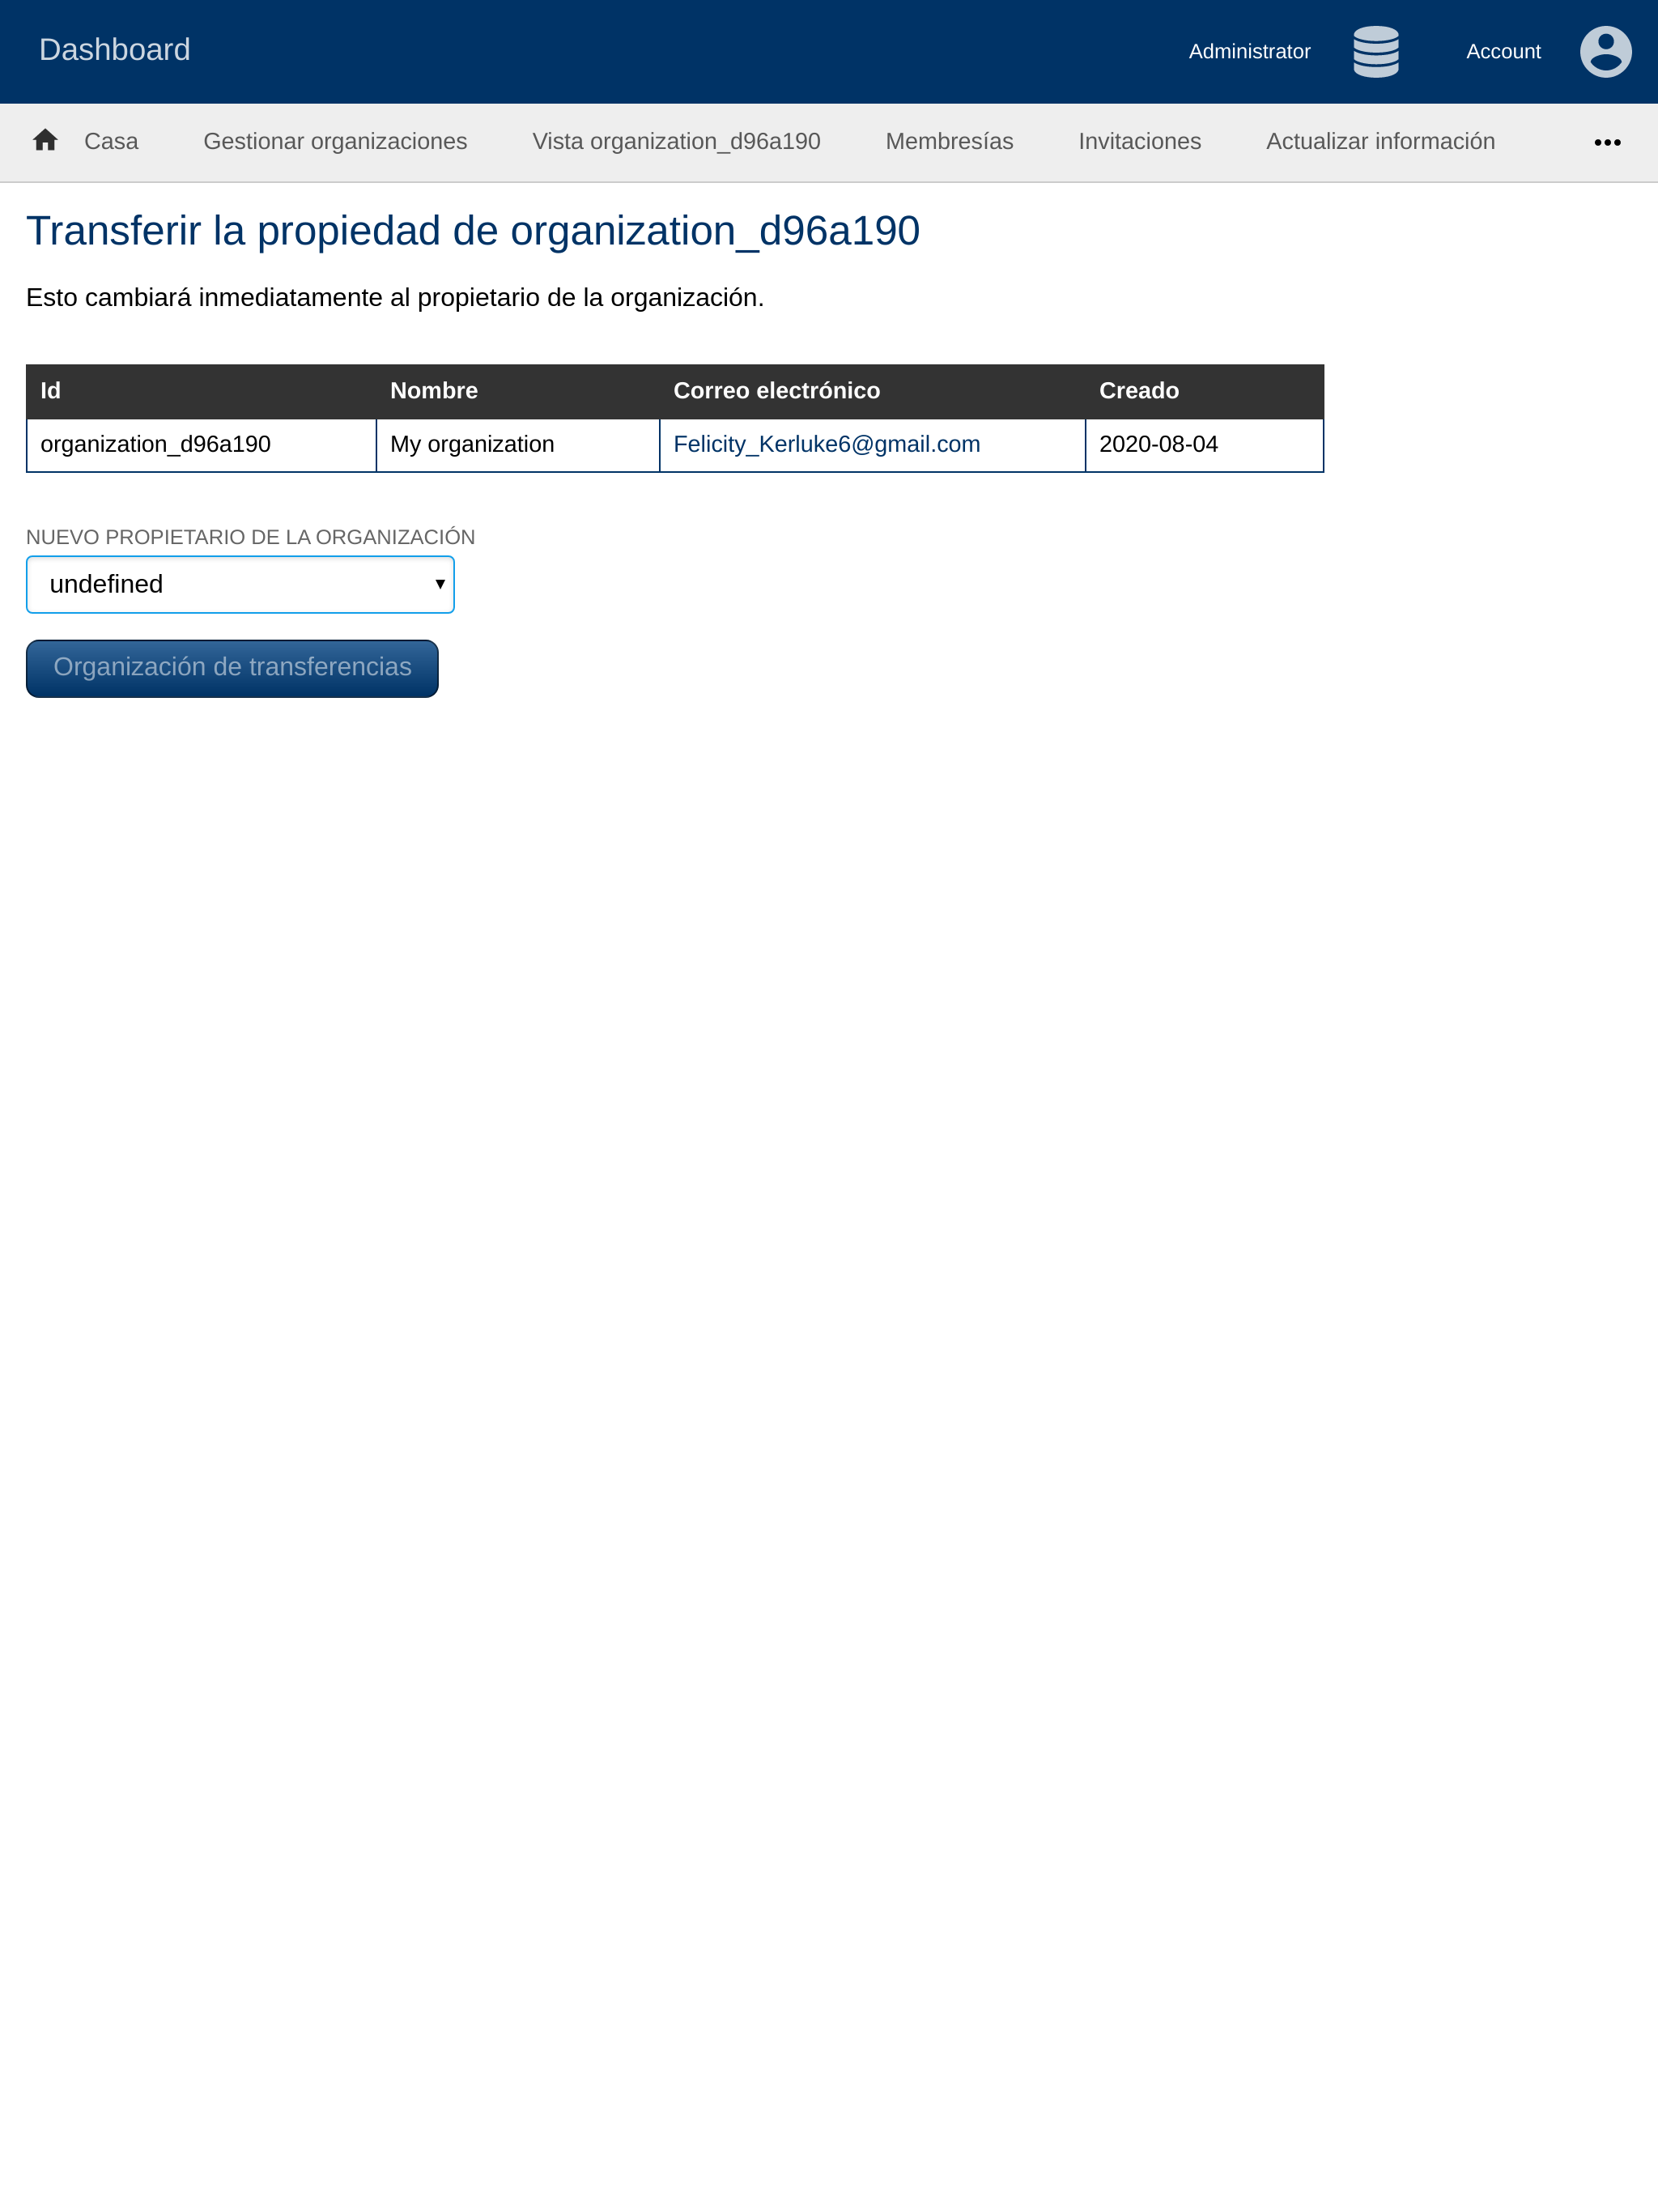 Dashboard
Administrator
Account
Casa
Gestionar organizaciones
Vista organization_d96a190
Membresías
Invitaciones
Actualizar información
Transferir la propiedad de organization_d96a190
Esto cambiará inmediatamente al propietario de la organización.
Id Nombre Correo electrónico Creado
organization_d96a190 My organization Felicity_Kerluke6@gmail.com 2020-08-04
NUEVO PROPIETARIO DE LA ORGANIZACIÓN
undefined
Organización de transferencias